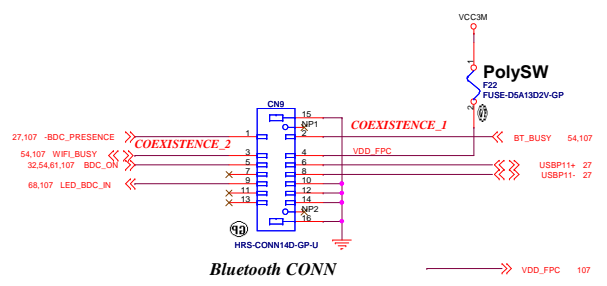 VCC3M
1
PolySW
F22
FUSE-D5A13D2V-GP
2
CN9
15
NP1
COEXISTENCE_1
27,107 -BDC_PRESENCE
1
2
BT_BUSY 54,107
COEXISTENCE_2
54,107 WIFI_BUSY
3
4
VDD_FPC
32,54,61,107 BDC_ON
5
6
USBP11+ 27
7
8
USBP11- 27
68,107 LED_BDC_IN
9
10
11
12
13
14
NP2
16
HRS-CONN14D-GP-U
Bluetooth CONN
VDD_FPC 107